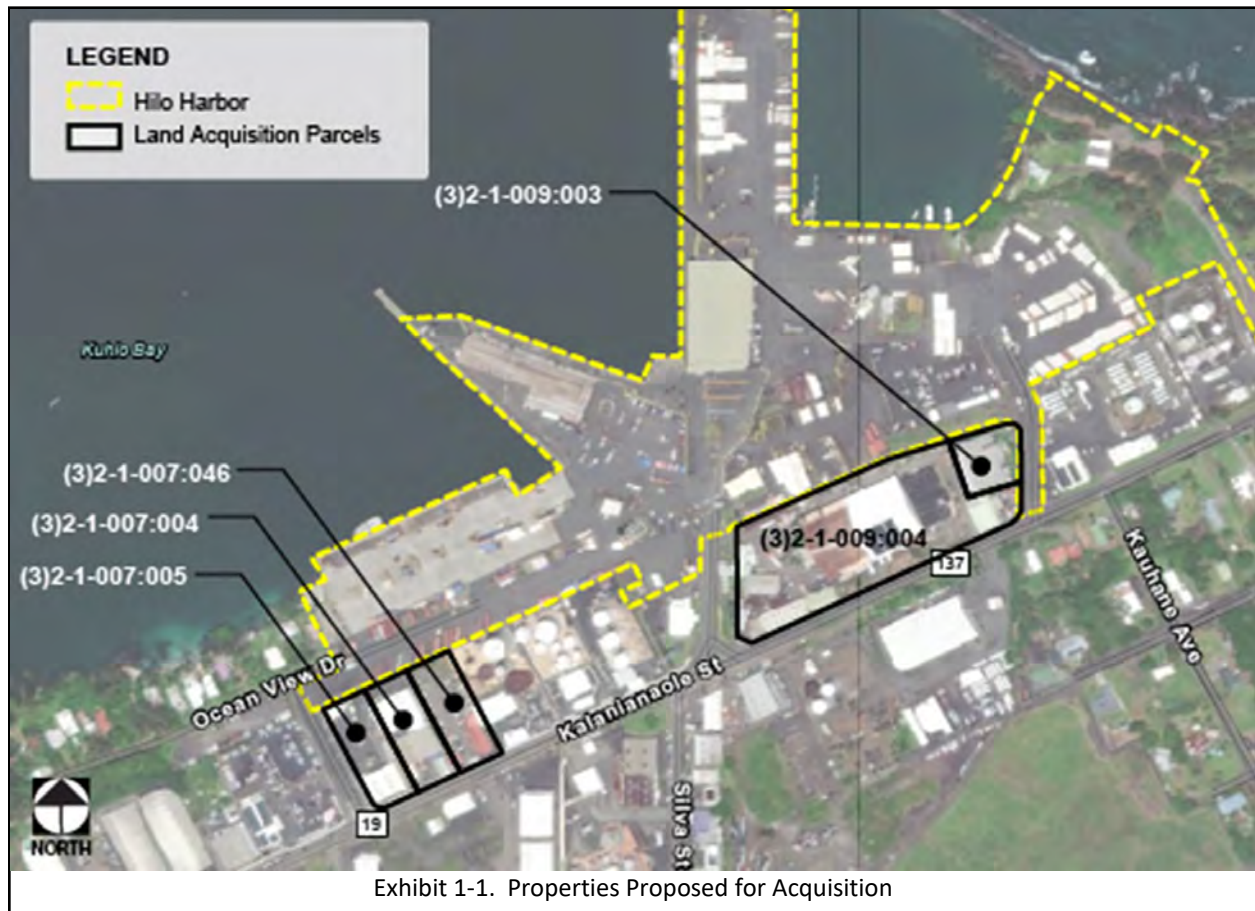 LEGEND
Hilo Harbor
Land Acquisition Parcels
(3)2-1-009:003
Kuhio Bay
(3)2-1-007:046
(3)2-1-007:004
(3)2-1-009:004
(3)2-1-007:005
137
Kauhane Ave
Ocean View Dr
Kalanianaole St
Silva St
19
NORTH
Exhibit 1-1. Properties Proposed for Acquisition